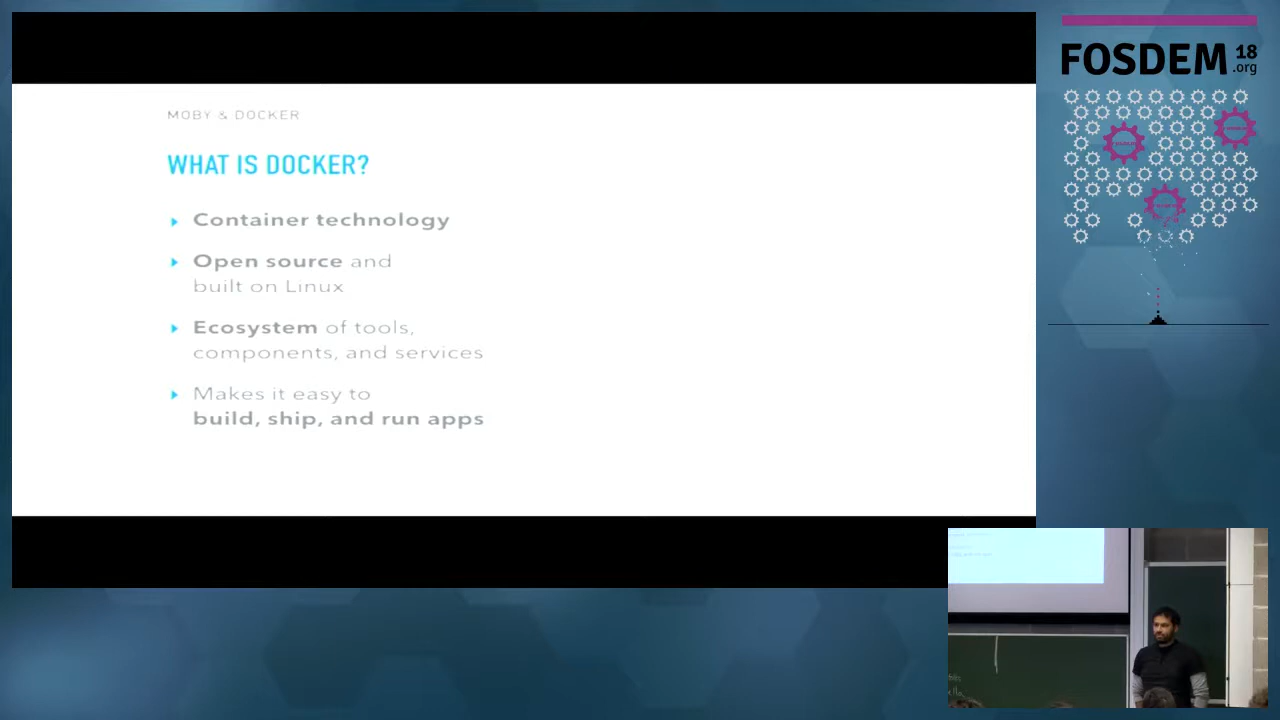 MOBY & DOCKER
WHAT IS DOCKER?
Container technology
Open source and
built on Linux
Ecosystem of tools,
components, and services
Makes it easy to
build, ship, and run apps
FOSDEM 18
.org